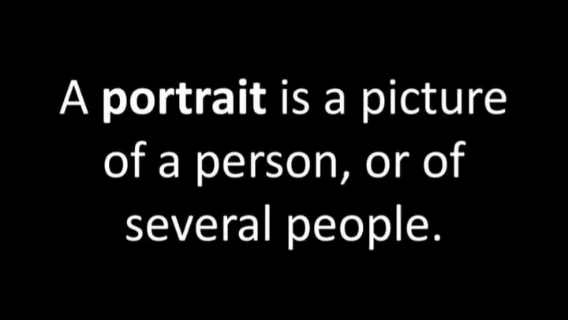 A portrait is a picture
of a person, or of
several people.